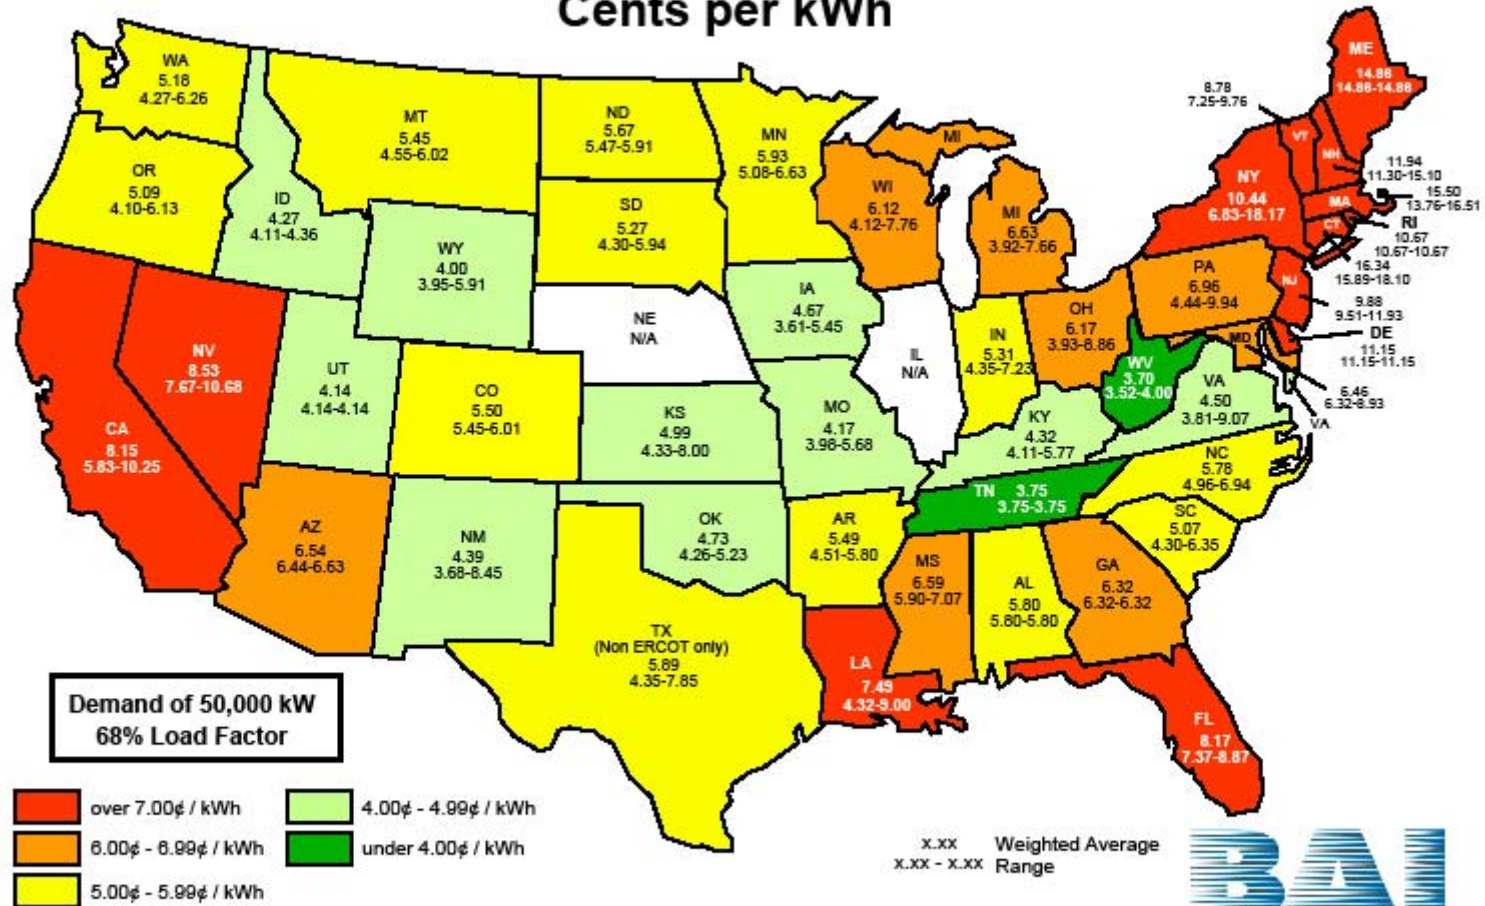 Cents per kWh
WA
5.18
4.27-6.26
MT
5.45
4.55-6.02
ND
5.67
5.47-5.91
MN
5.93
5.08-6.63
MI
ME
14.86
14.86-14.86
8.78
7.25-9.76
VT
NH
11.94
11.30-15.10
OR
5.09
4.10-6.13
ID
4.27
4.11-4.36
WY
4.00
3.95-5.91
SD
5.27
4.30-5.94
WI
6.12
4.12-7.76
MI
6.63
3.92-7.66
NY
10.44
6.83-18.17
MA
15.50
13.76-16.51
CT
RI
10.67
10.67-10.67
16.34
15.89-18.10
PA
6.96
4.44-9.94
NJ
9.88
9.51-11.93
DE
11.15
11.15-11.15
MD
6.46
6.32-8.93
VA
NE
N/A
IA
4.67
3.61-5.45
IL
N/A
IN
5.31
4.35-7.23
OH
6.17
3.93-8.86
WV
3.70
3.52-4.00
VA
4.50
3.81-9.07
NV
8.53
7.67-10.68
UT
4.14
4.14-4.14
CO
5.50
5.45-6.01
KS
4.99
4.33-8.00
MO
4.17
3.98-5.68
KY
4.32
4.11-5.77
CA
8.15
5.83-10.25
NC
5.78
4.96-6.94
TN 3.75
3.75-3.75
SC
5.07
4.30-6.35
AZ
6.54
6.44-6.63
NM
4.39
3.68-8.45
OK
4.73
4.26-5.23
AR
5.49
4.51-5.80
MS
6.59
5.90-7.07
AL
5.80
5.80-5.80
GA
6.32
6.32-6.32
TX
(Non ERCOT only)
5.89
4.35-7.85
LA
7.49
4.32-9.00
FL
8.17
7.37-8.87
Demand of 50,000 kW
68% Load Factor
over 7.00¢ / kWh
6.00¢ - 6.99¢ / kWh
5.00¢ - 5.99¢ / kWh
4.00¢ - 4.99¢ / kWh
under 4.00¢ / kWh
x.xx Weighted Average
x.xx - x.xx Range
BAI